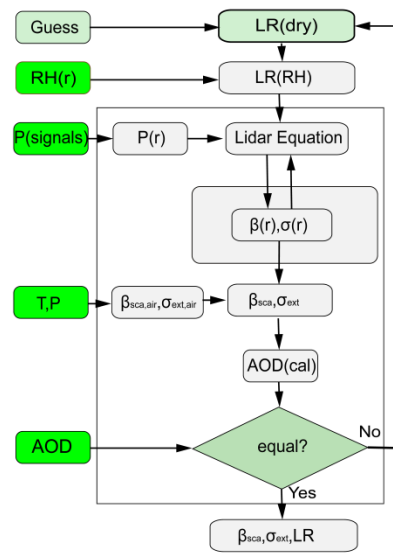 Guess
LR(dry)
RH(r)
LR(RH)
P(signals)
P(r)
Lidar Equation
β(r),σ(r)
T,P
βsca,air,σext,air
βsca,σext
AOD(cal)
AOD
equal?
No
Yes
βsca,σext,LR